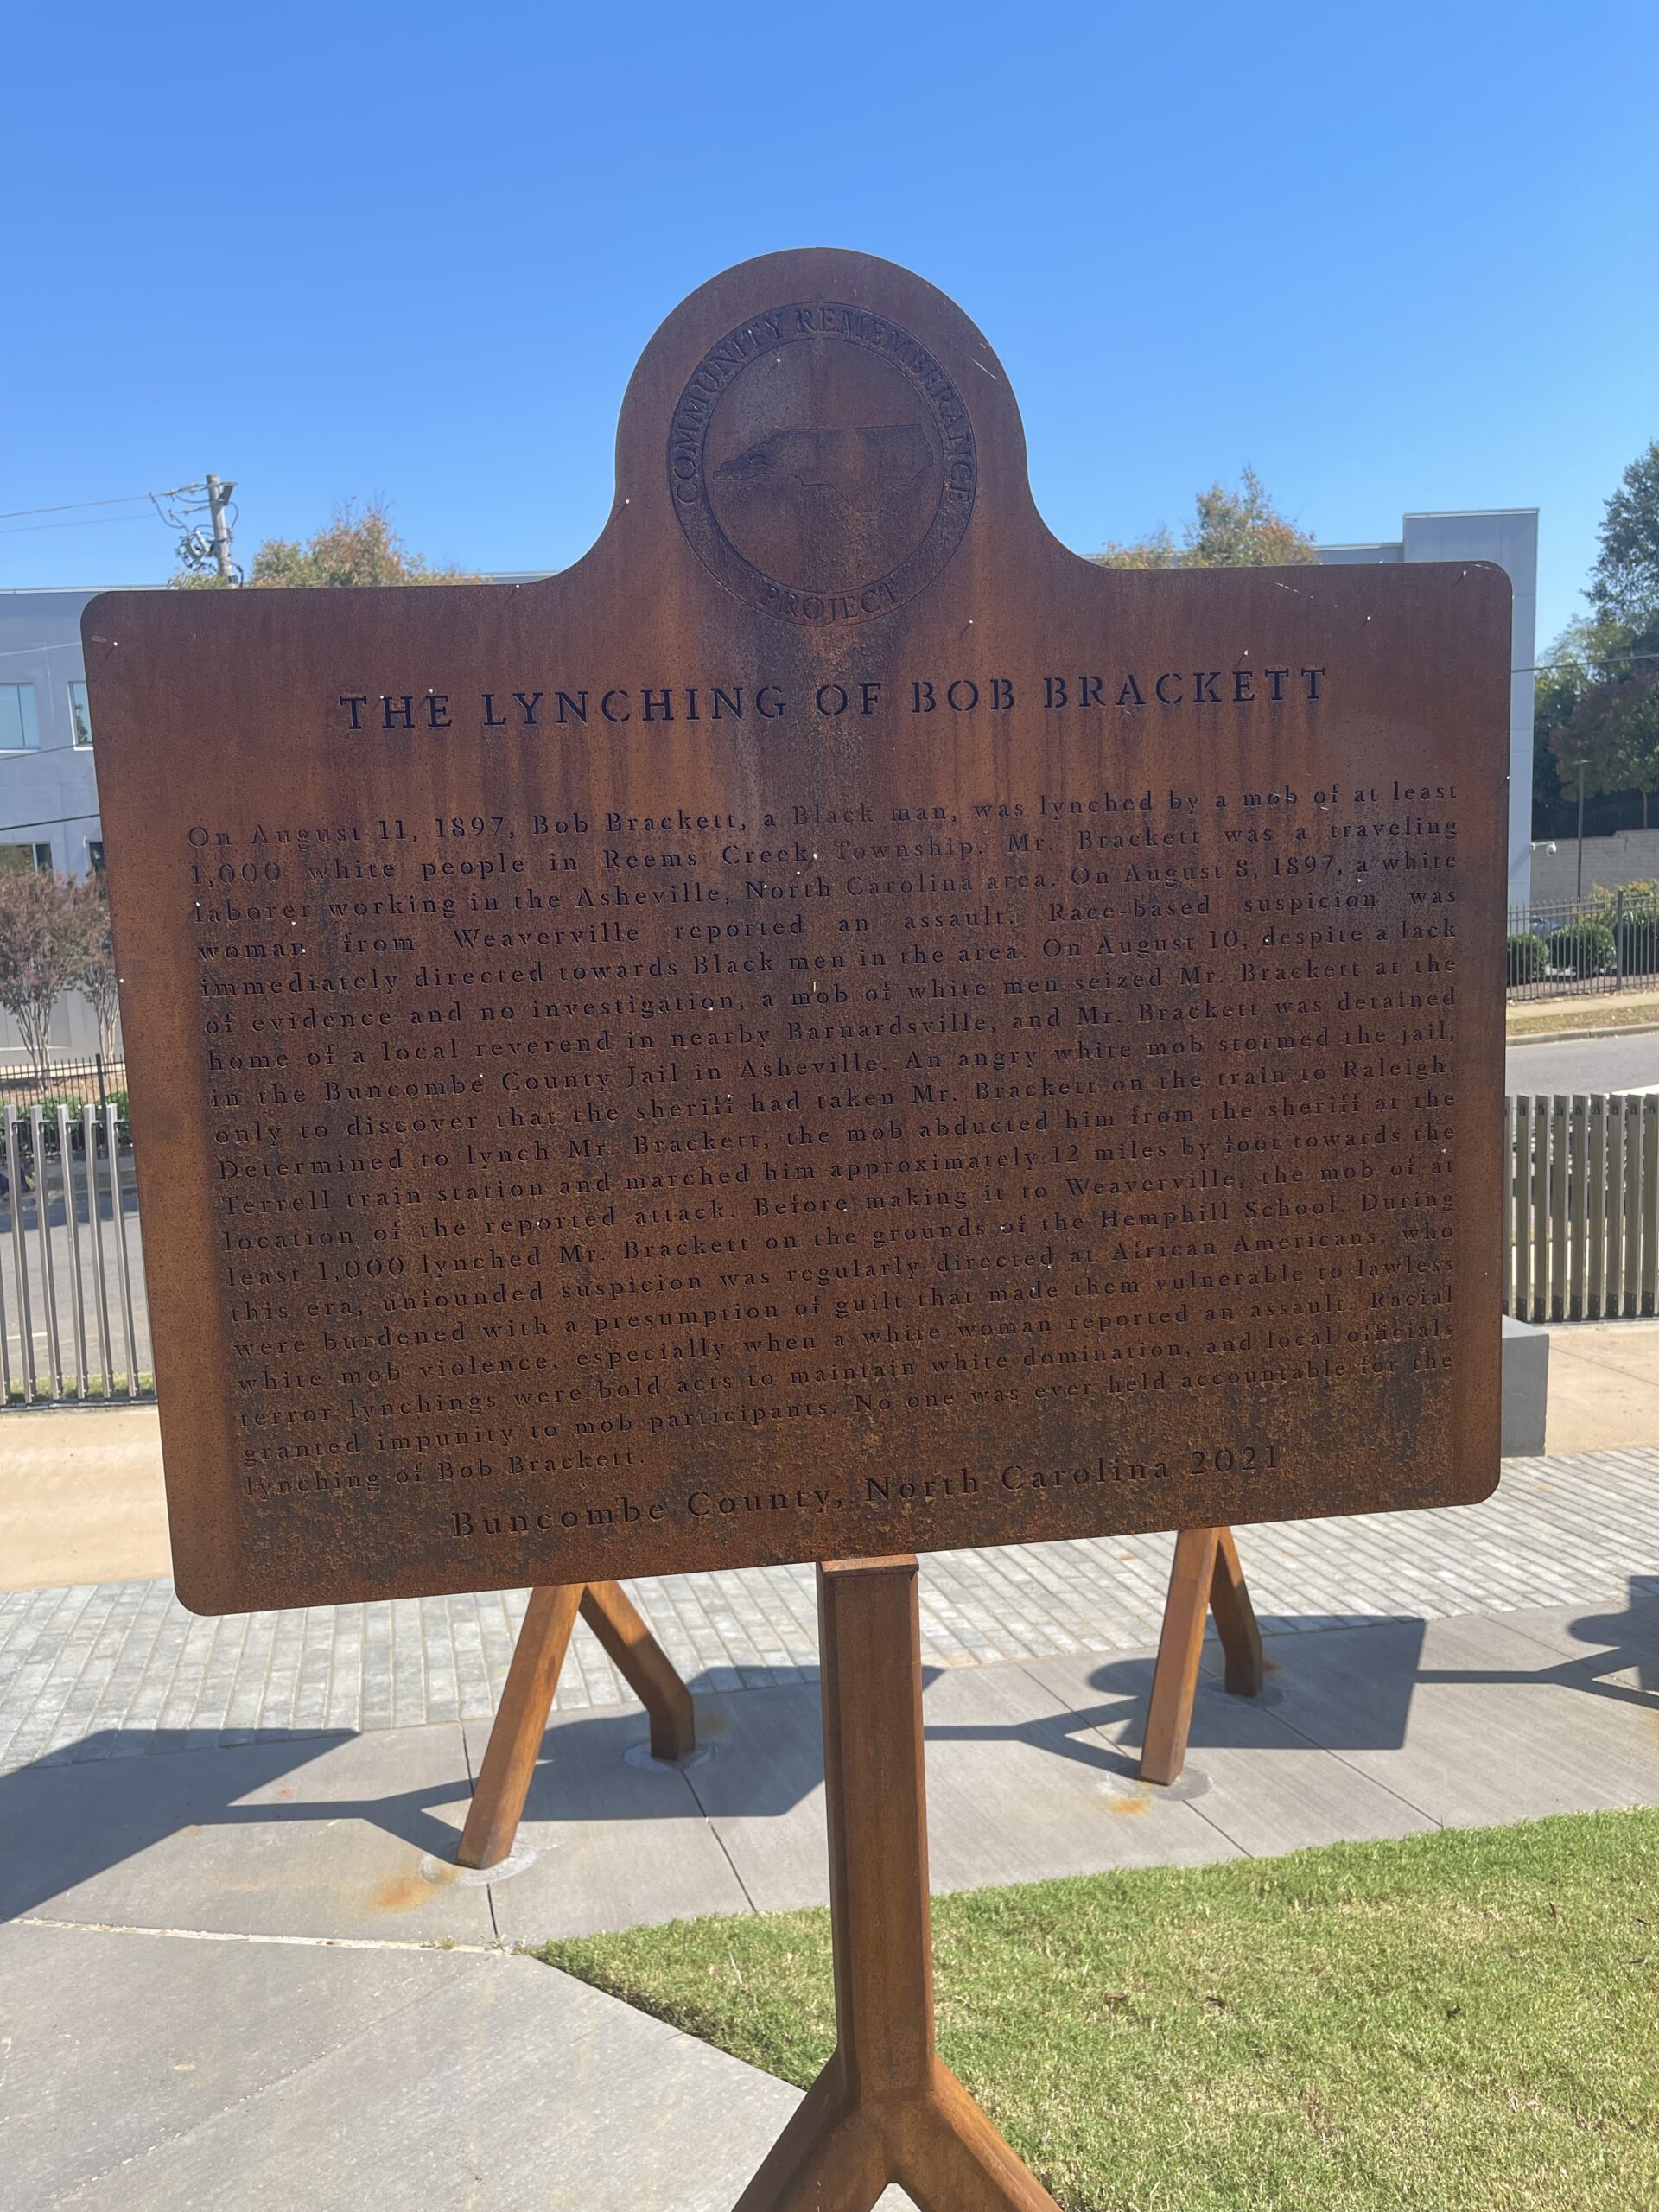 COMMUNITY REMEMBERANCE
PROJECT
THE LYNCHING OF BOB BRACKETT
On August 11, 1897, Bob Brackett, a Black man, was lynched by a mob of at least
1,000 white people in Reems Creek Township. Mr. Brackett was a traveling
laborer working in the Asheville, North Carolina area. On August 8, 1897, a white
woman from Weaverville reported an assault. Race-based suspicion was
immediately directed towards Black men in the area. On August 10, despite a lack
of evidence and no investigation, a mob of white men seized Mr. Brackett at the
home of a local reverend in nearby Barnardsville, and Mr. Brackett was detained
in the Buncombe County Jail in Asheville. An angry white mob stormed the jail,
only to discover that the sheriff had taken Mr. Brackett on the train to Raleigh.
Determined to lynch Mr. Brackett, the mob abducted him from the sheriff at the
Terrell train station and marched him approximately 12 miles by foot towards the
location of the reported attack. Before making it to Weaverville, the mob of at
least 1,000 lynched Mr. Brackett on the grounds of the Hemphill School. During
this era, unfounded suspicion was regularly directed at African Americans, who
were burdened with a presumption of guilt that made them vulnerable to lawless
white mob violence, especially when a white woman reported an assault. Racial
terror lynchings were bold acts to maintain white domination, and local officials
granted impunity to mob participants. No one was ever held accountable for the
lynching of Bob Brackett.
Buncombe County, North Carolina 2021